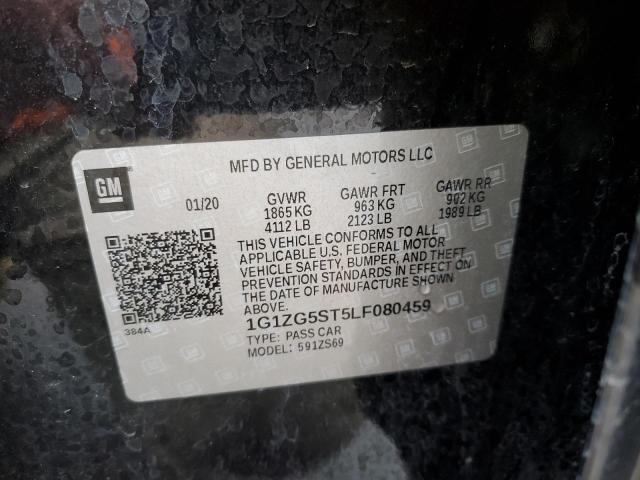 MFD BY GENERAL MOTORS LLC
GM
01/20
GVWR GAWR FRT GAWR RR
1865 KG 963 KG 902 KG
4112 LB 2123 LB 1989 LB
THIS VEHICLE CONFORMS TO ALL
APPLICABLE U.S. FEDERAL MOTOR
VEHICLE SAFETY, BUMPER, AND THEFT
PREVENTION STANDARDS IN EFFECT ON
THE DATE OF MANUFACTURE SHOWN
ABOVE.
384A
1G1ZG5ST5LF080459
TYPE: PASS CAR
MODEL: 591ZS69